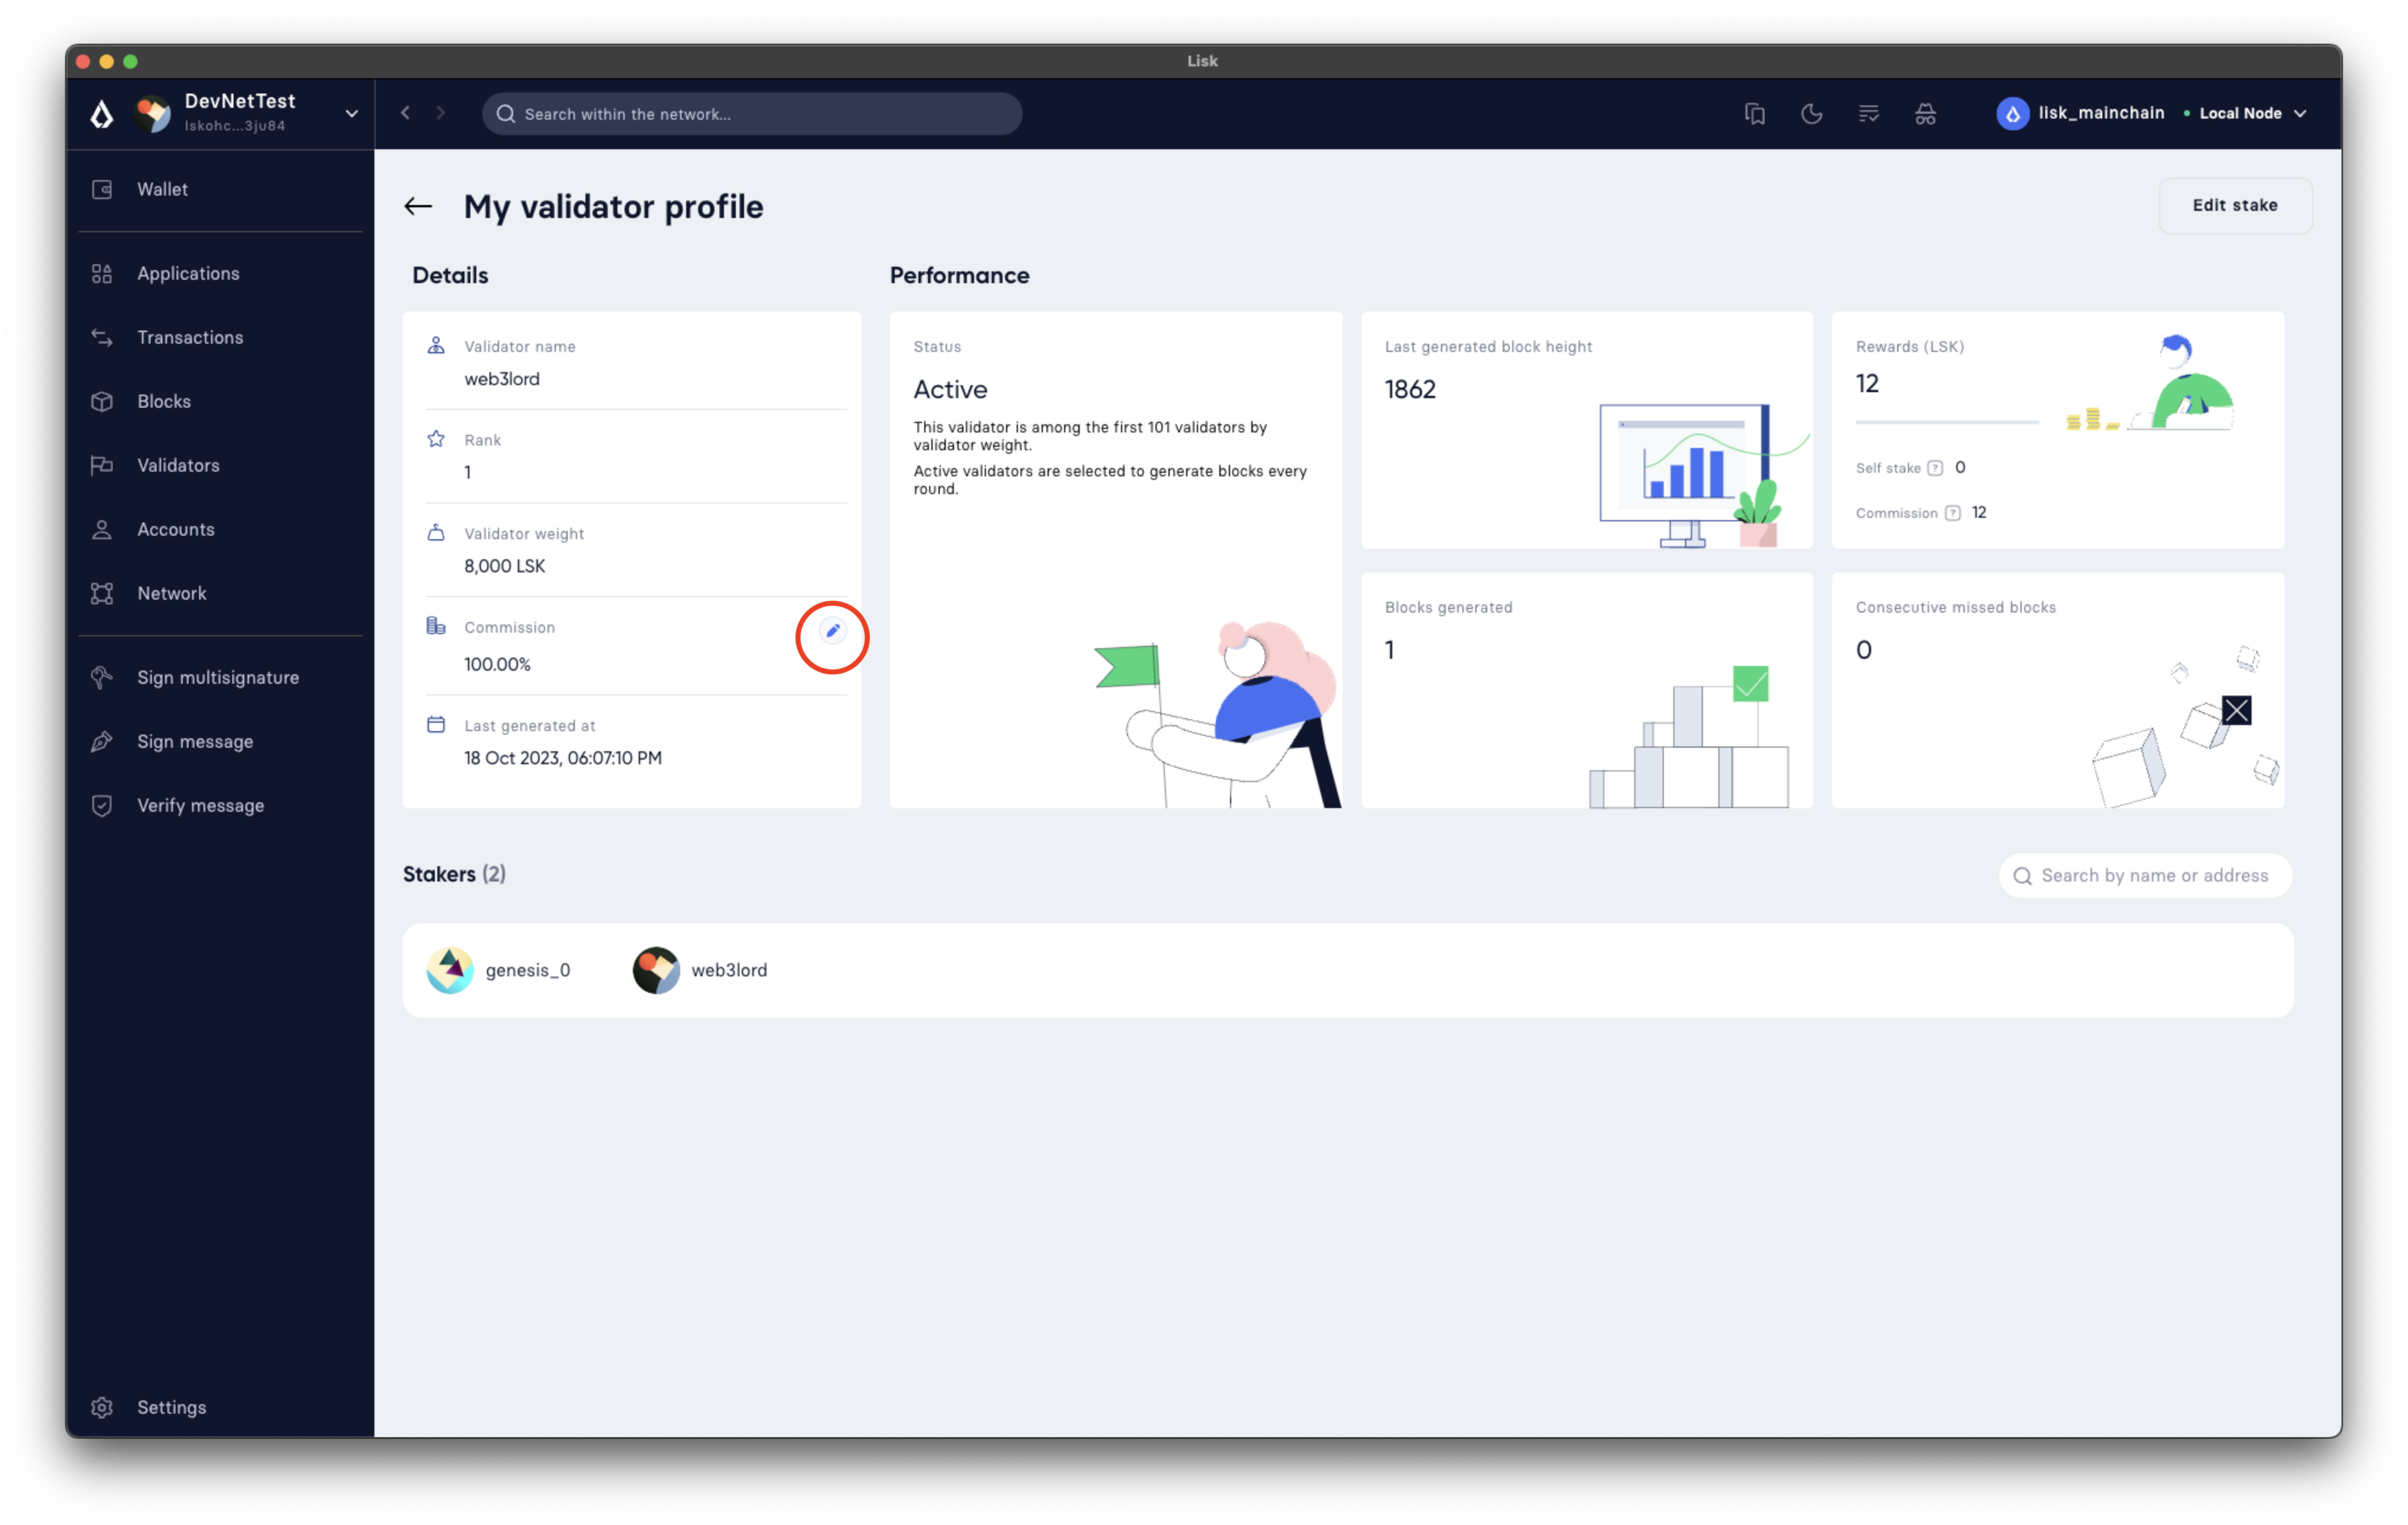 Lisk
DevNetTest
lskohc...3ju84
Search within the network...
lisk_mainchain
Local Node
Wallet
Applications
Transactions
Blocks
Validators
Accounts
Network
Sign multisignature
Sign message
Verify message
Settings
My validator profile
Edit stake
Details
Validator name
web3lord
Rank
1
Validator weight
8,000 LSK
Commission
100.00%
Last generated at
18 Oct 2023, 06:07:10 PM
Performance
Status
Active
This validator is among the first 101 validators by
validator weight.
Active validators are selected to generate blocks every
round.
Last generated block height
1862
Rewards (LSK)
12
Self stake ? 0
Commission ? 12
Blocks generated
1
Consecutive missed blocks
0
Stakers (2)
Search by name or address
genesis_0
web3lord